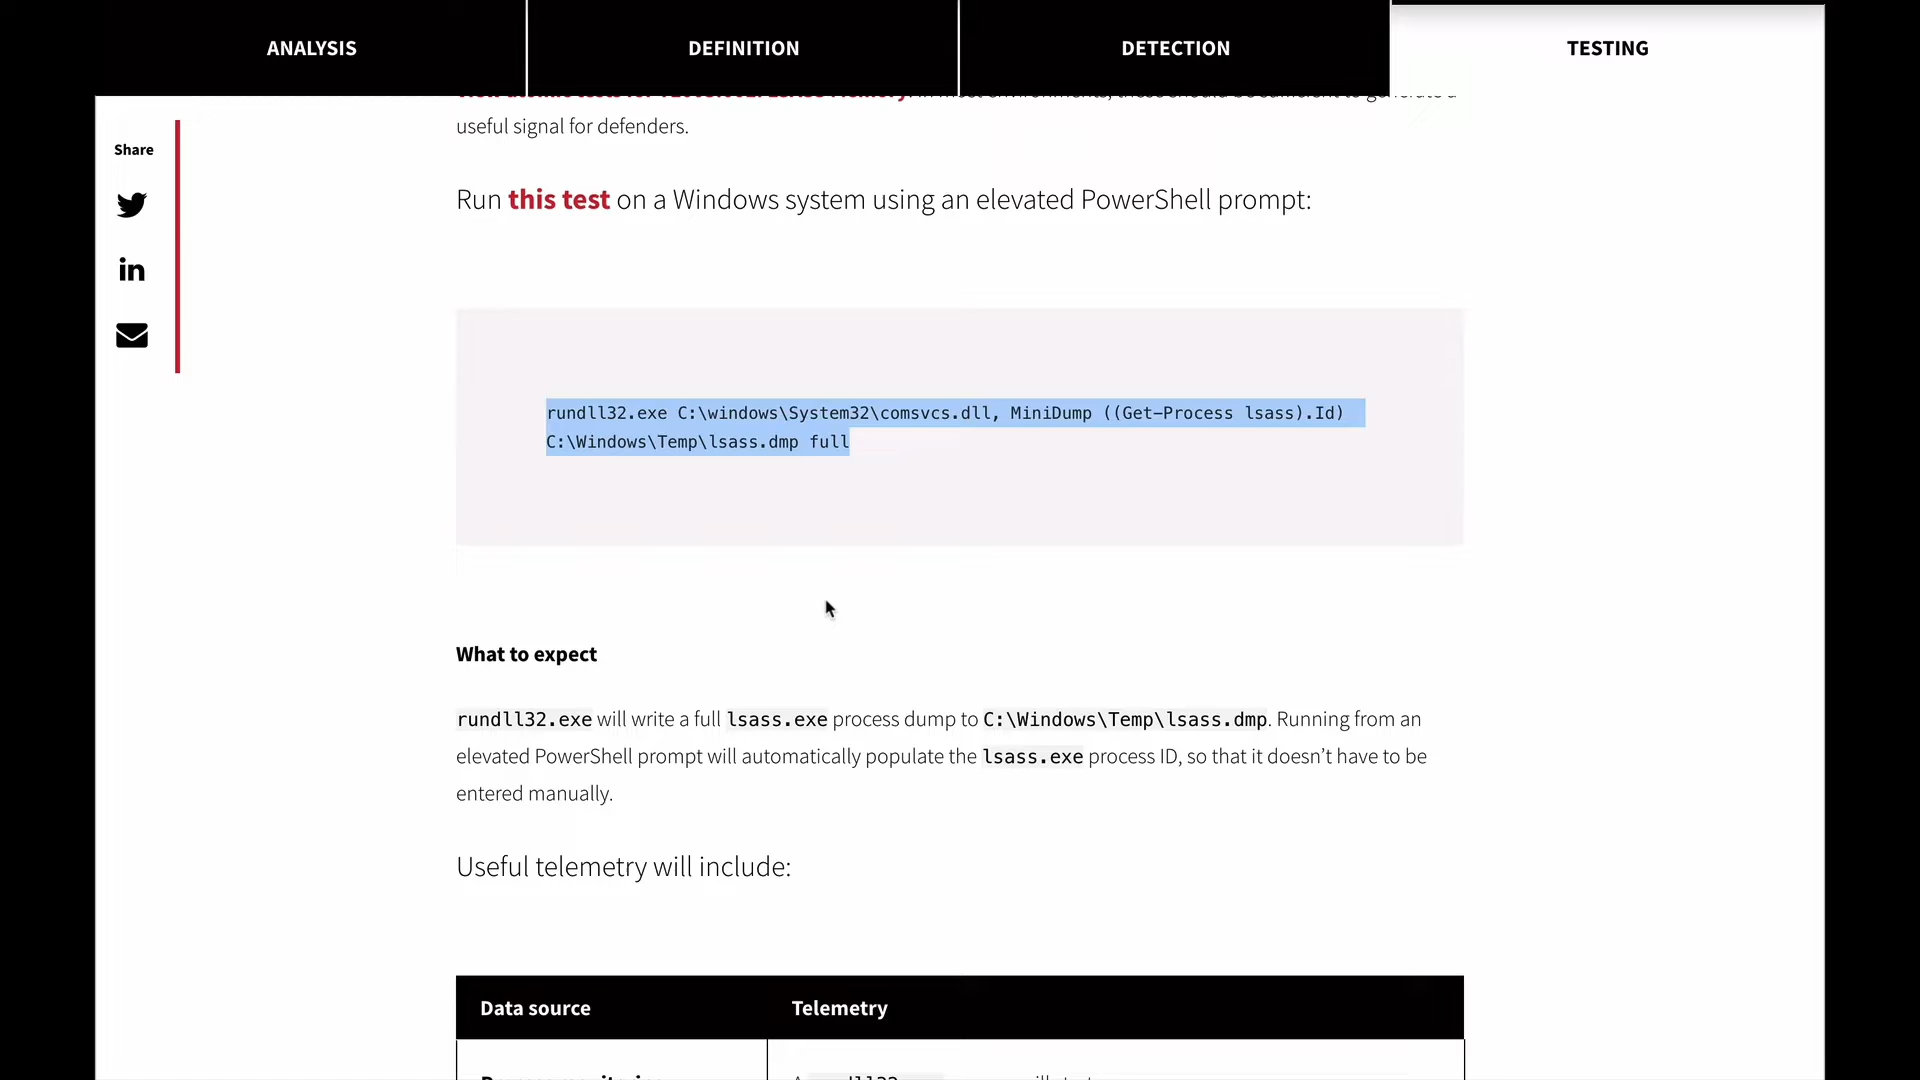 ANALYSIS
DEFINITION
DETECTION
TESTING
useful signal for defenders.
Share
Run this test on a Windows system using an elevated PowerShell prompt:
rundll32.exe C:\windows\System32\comsvcs.dll, MiniDump ((Get-Process lsass).Id)
C:\Windows\Temp\lsass.dmp full
What to expect
rundll32.exe will write a full lsass.exe process dump to C:\Windows\Temp\lsass.dmp. Running from an
elevated PowerShell prompt will automatically populate the lsass.exe process ID, so that it doesn’t have to be
entered manually.
Useful telemetry will include:
Data source
Telemetry